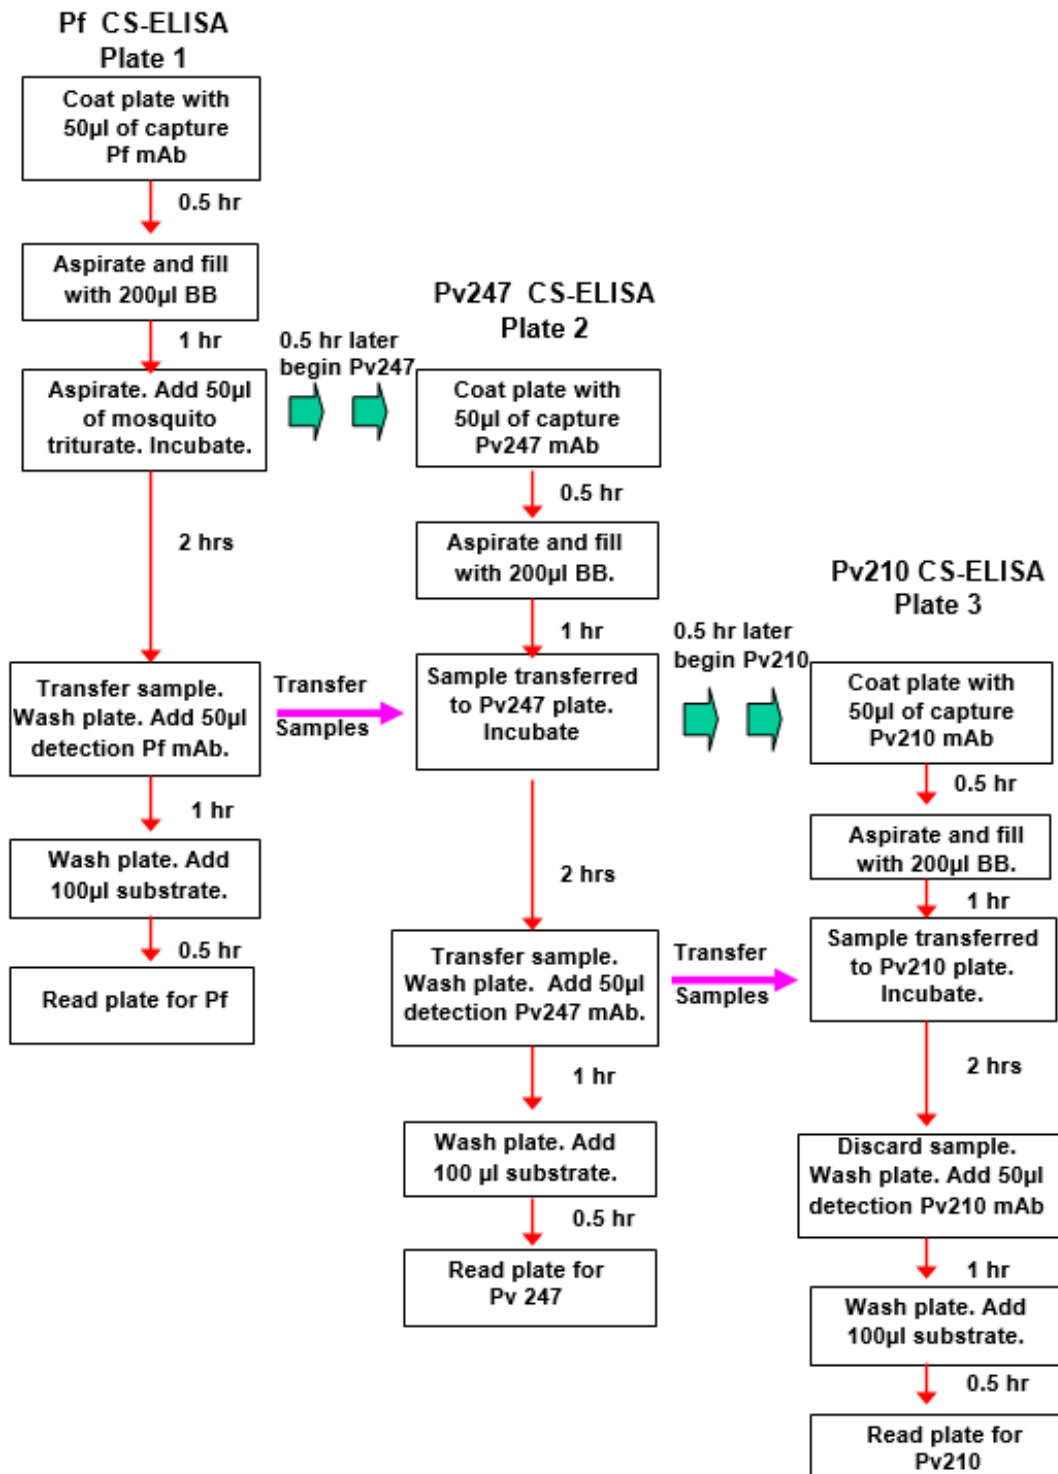 Pf CS-ELISA
Plate 1
Coat plate with
50µl of capture
Pf mAb
0.5 hr
Aspirate and fill
with 200µl BB
1 hr
Aspirate. Add 50µl
of mosquito
triturate. Incubate.
2 hrs
Transfer sample.
Wash plate. Add 50µl
detection Pf mAb.
1 hr
Wash plate. Add
100µl substrate.
0.5 hr
Read plate for Pf
0.5 hr later
begin Pv247
Transfer
Samples
Pv247 CS-ELISA
Plate 2
Coat plate with
50µl of capture
Pv247 mAb
0.5 hr
Aspirate and fill
with 200µl BB.
1 hr
Sample transferred
to Pv247 plate.
Incubate
2 hrs
Transfer sample.
Wash plate. Add 50µl
detection Pv247 mAb.
1 hr
Wash plate. Add
100 µl substrate.
0.5 hr
Read plate for
Pv 247
0.5 hr later
begin Pv210
Transfer
Samples
Pv210 CS-ELISA
Plate 3
Coat plate with
50µl of capture
Pv210 mAb
0.5 hr
Aspirate and fill
with 200µl BB.
1 hr
Sample transferred
to Pv210 plate.
Incubate.
2 hrs
Discard sample.
Wash plate. Add 50µl
detection Pv210 mAb
1 hr
Wash plate. Add
100µl substrate.
0.5 hr
Read plate for
Pv210